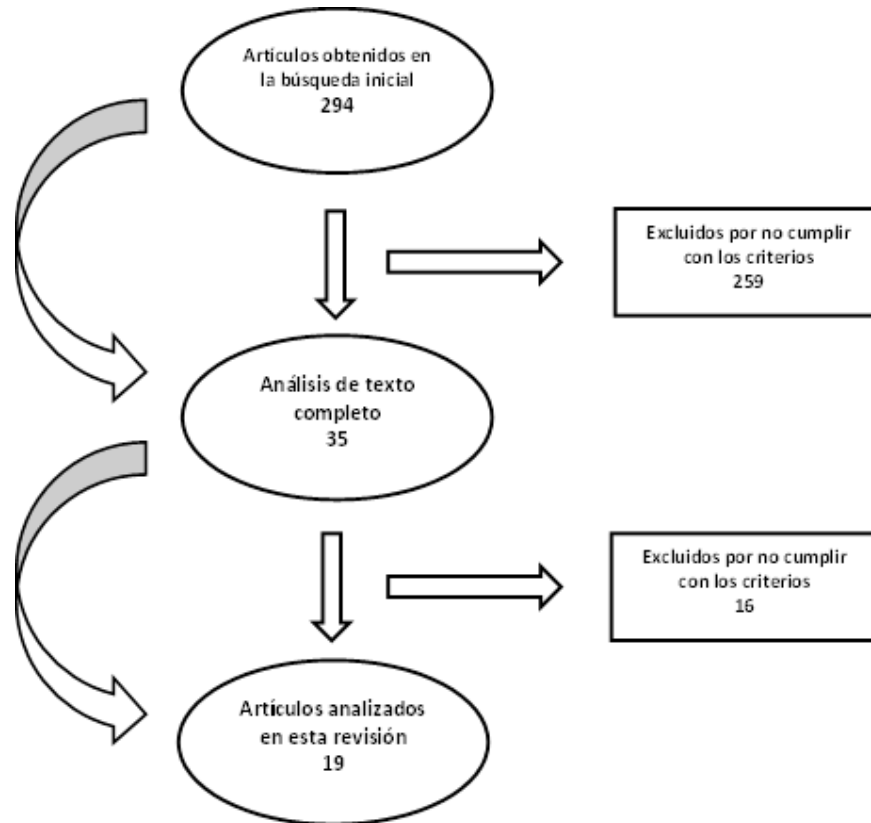 Artículos obtenidos en
la búsqueda inicial
294
Excluidos por no cumplir
con los criterios
259
Análisis de texto
completo
35
Excluidos por no cumplir
con los criterios
16
Artículos analizados
en esta revisión
19